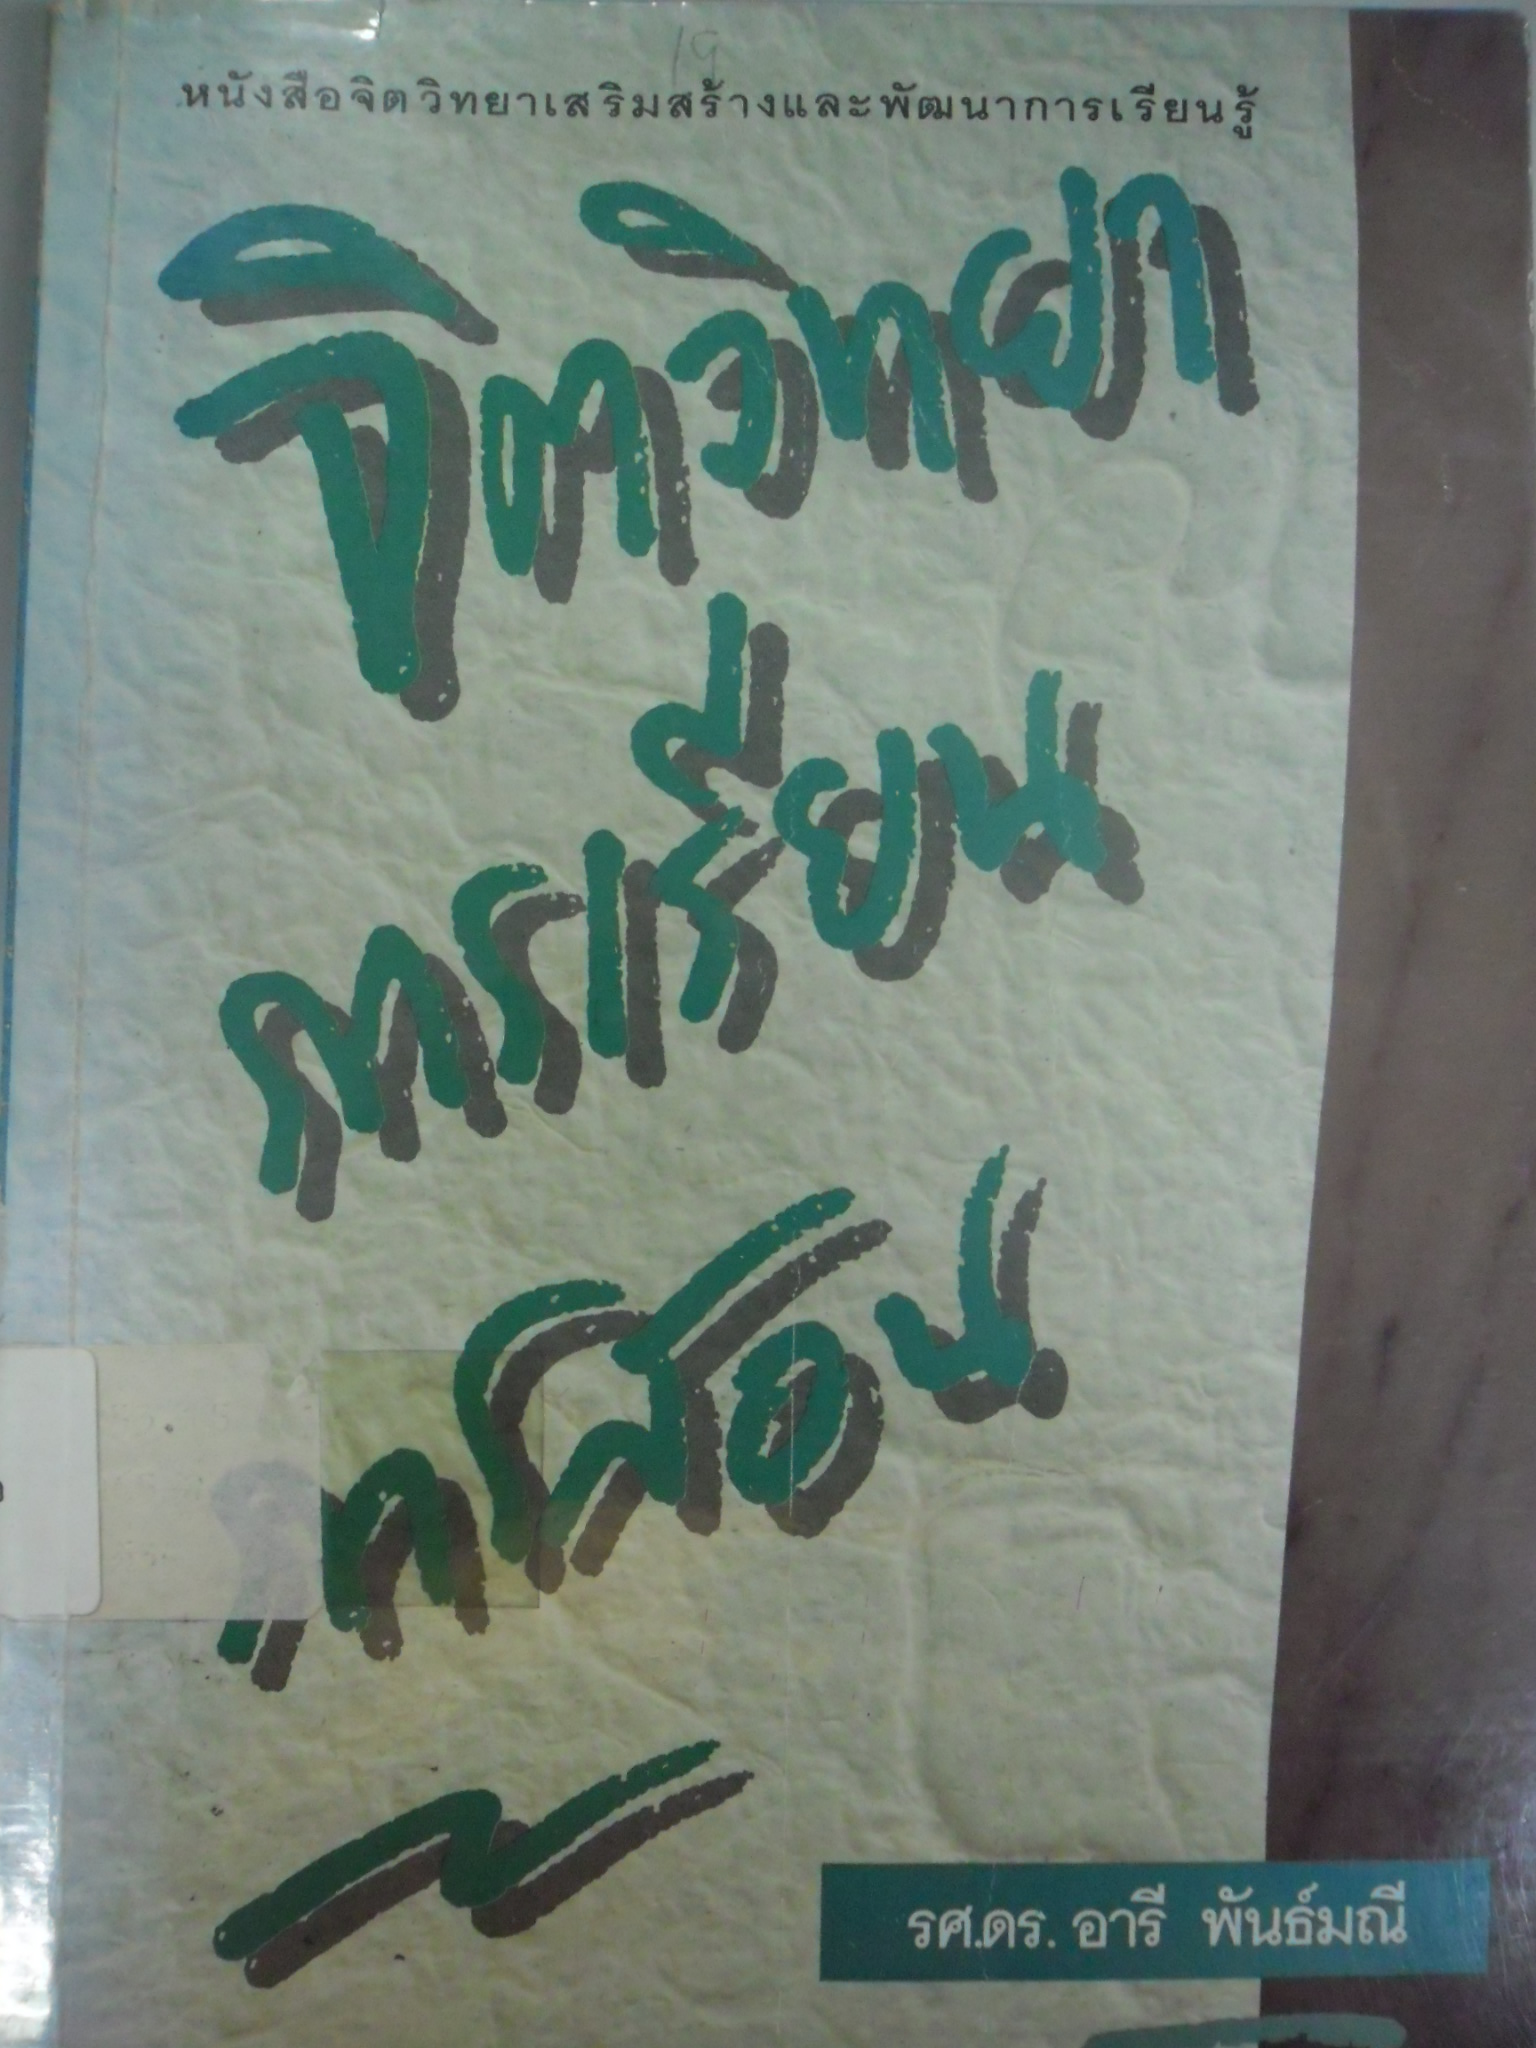 19
หนังสือจิตวิทยาเสริมสร้างและพัฒนาการเรียนรู้
จิตวิทยา
การเรียน
การสอน
รศ.ดร. อารี พันธ์มณี